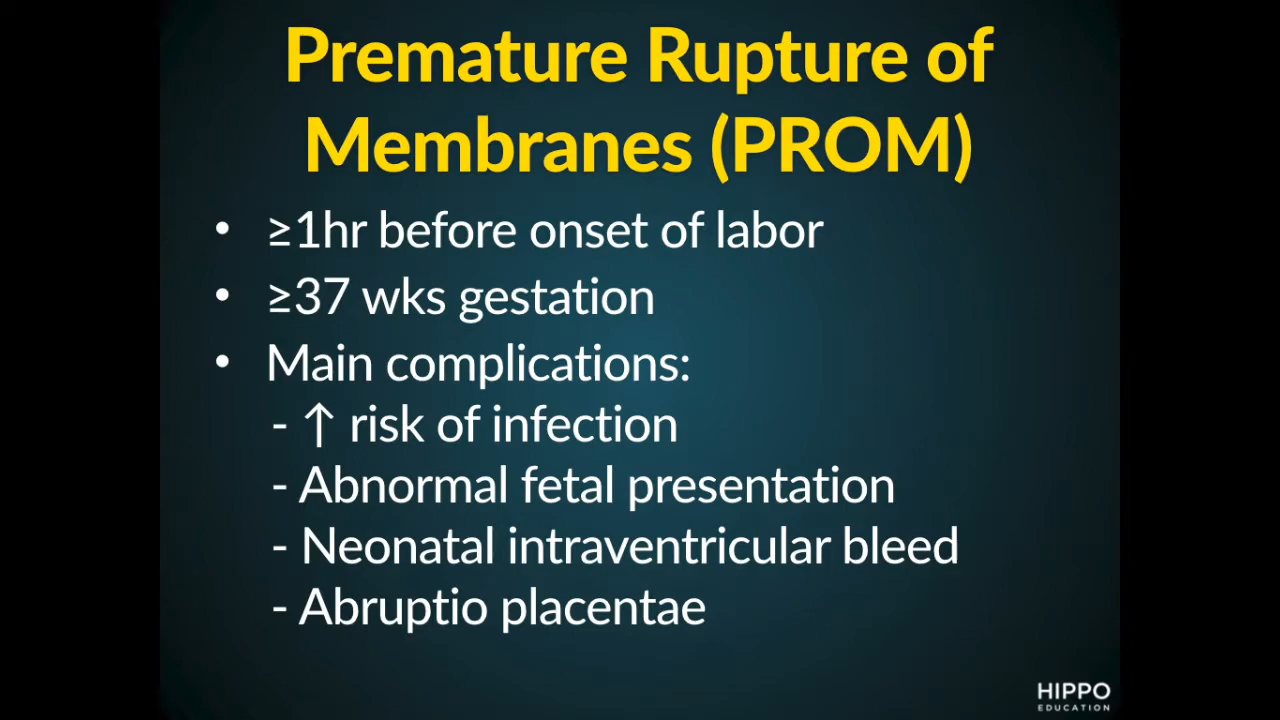 Premature Rupture of
Membranes (PROM)
• ≥1hr before onset of labor
• ≥37 wks gestation
• Main complications:
- ↑ risk of infection
- Abnormal fetal presentation
- Neonatal intraventricular bleed
- Abruptio placentae
HIPPO
EDUCATION